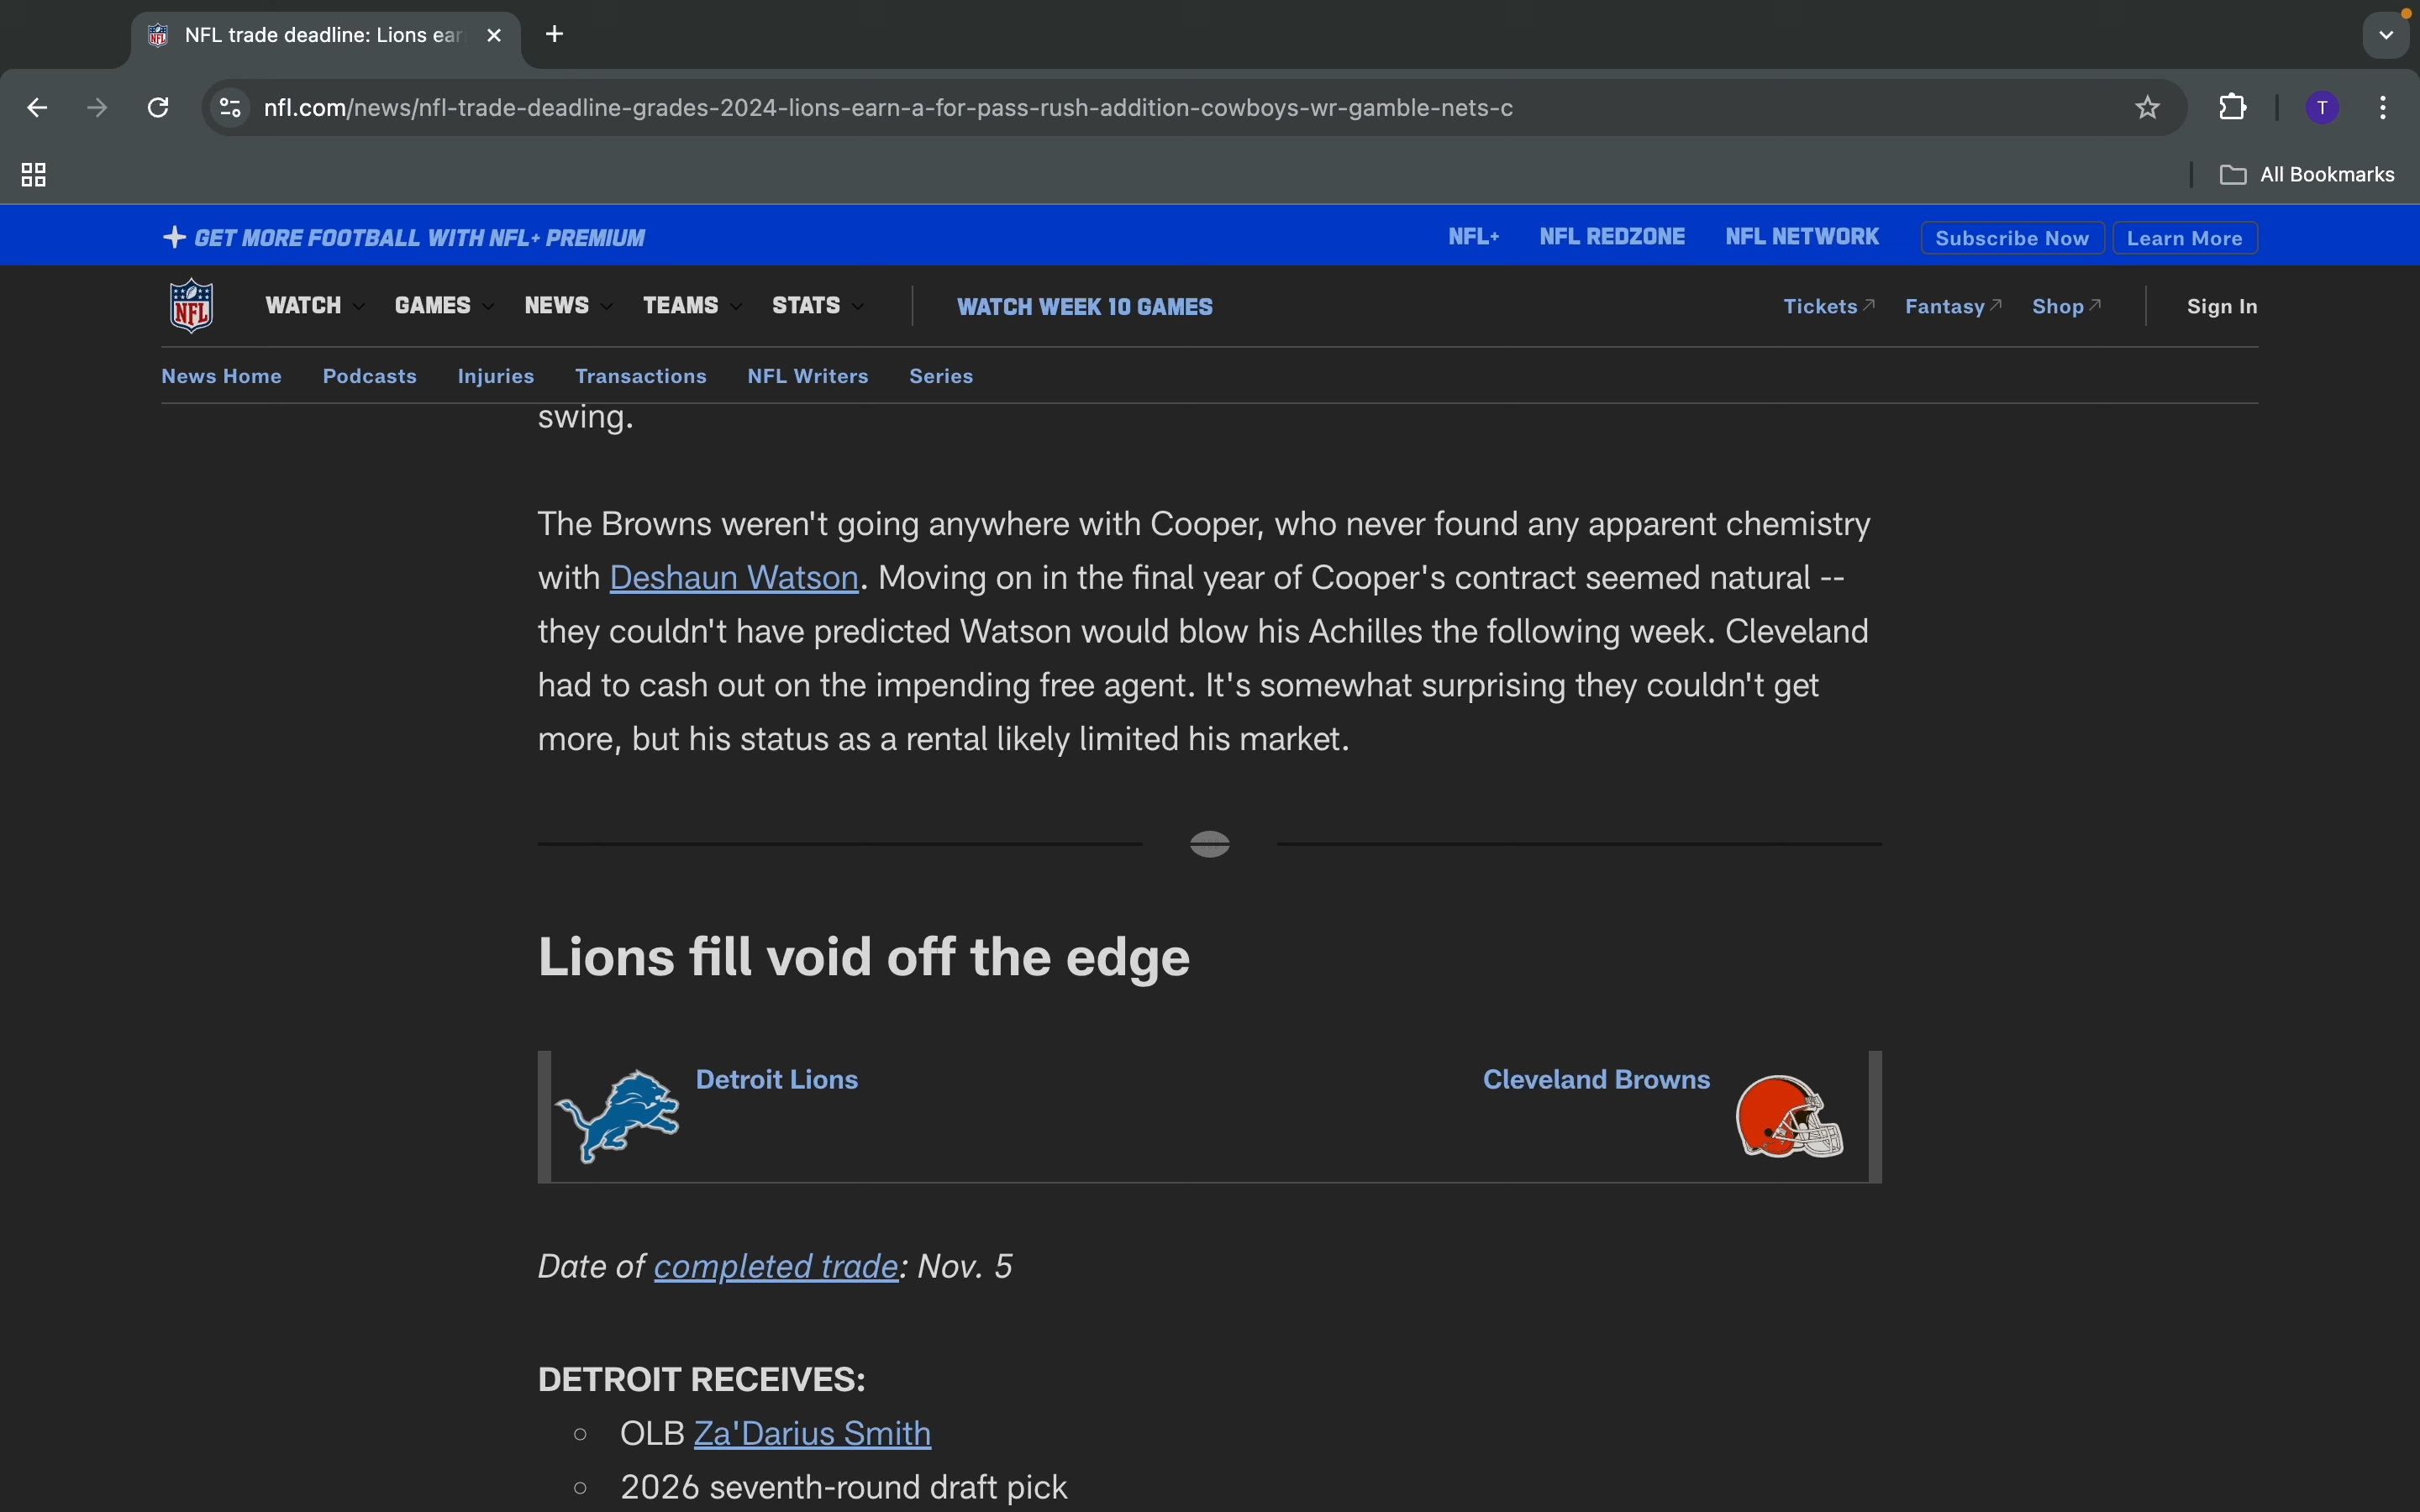 NFL trade deadline: Lions ear
nfl.com/news/nfl-trade-deadline-grades-2024-lions-earn-a-for-pass-rush-addition-cowboys-wr-gamble-nets-c
T
All Bookmarks
GET MORE FOOTBALL WITH NFL+ PREMIUM
NFL+ NFL REDZONE NFL NETWORK Subscribe Now Learn More
NFL WATCH GAMES NEWS TEAMS STATS WATCH WEEK 10 GAMES Tickets Fantasy Shop Sign In
News Home Podcasts Injuries Transactions NFL Writers Series
swing.
The Browns weren't going anywhere with Cooper, who never found any apparent chemistry
with Deshaun Watson. Moving on in the final year of Cooper's contract seemed natural --
they couldn't have predicted Watson would blow his Achilles the following week. Cleveland
had to cash out on the impending free agent. It's somewhat surprising they couldn't get
more, but his status as a rental likely limited his market.
Lions fill void off the edge
Detroit Lions Cleveland Browns
Date of completed trade: Nov. 5
DETROIT RECEIVES:
OLB Za'Darius Smith
2026 seventh-round draft pick